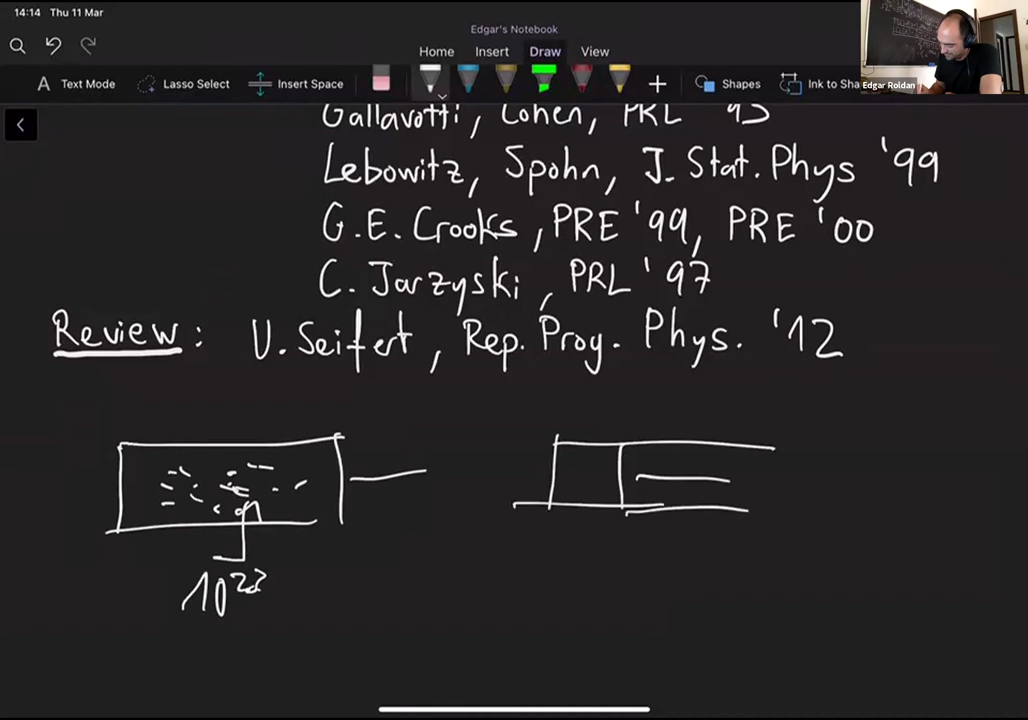 14:14 Thu 11 Mar
Edgar's Notebook
Home Insert Draw View
Text Mode Lasso Select Insert Space Shapes Ink to Sha
Edgar Roldan
Gallavotti, Cohen, PRL '95
Lebowitz, Spohn, J. Stat. Phys '99
G.E. Crooks, PRE '99, PRE '00
C. Jarzyski, PRL '97
Review: U. Seifert, Rep. Prog. Phys. '12